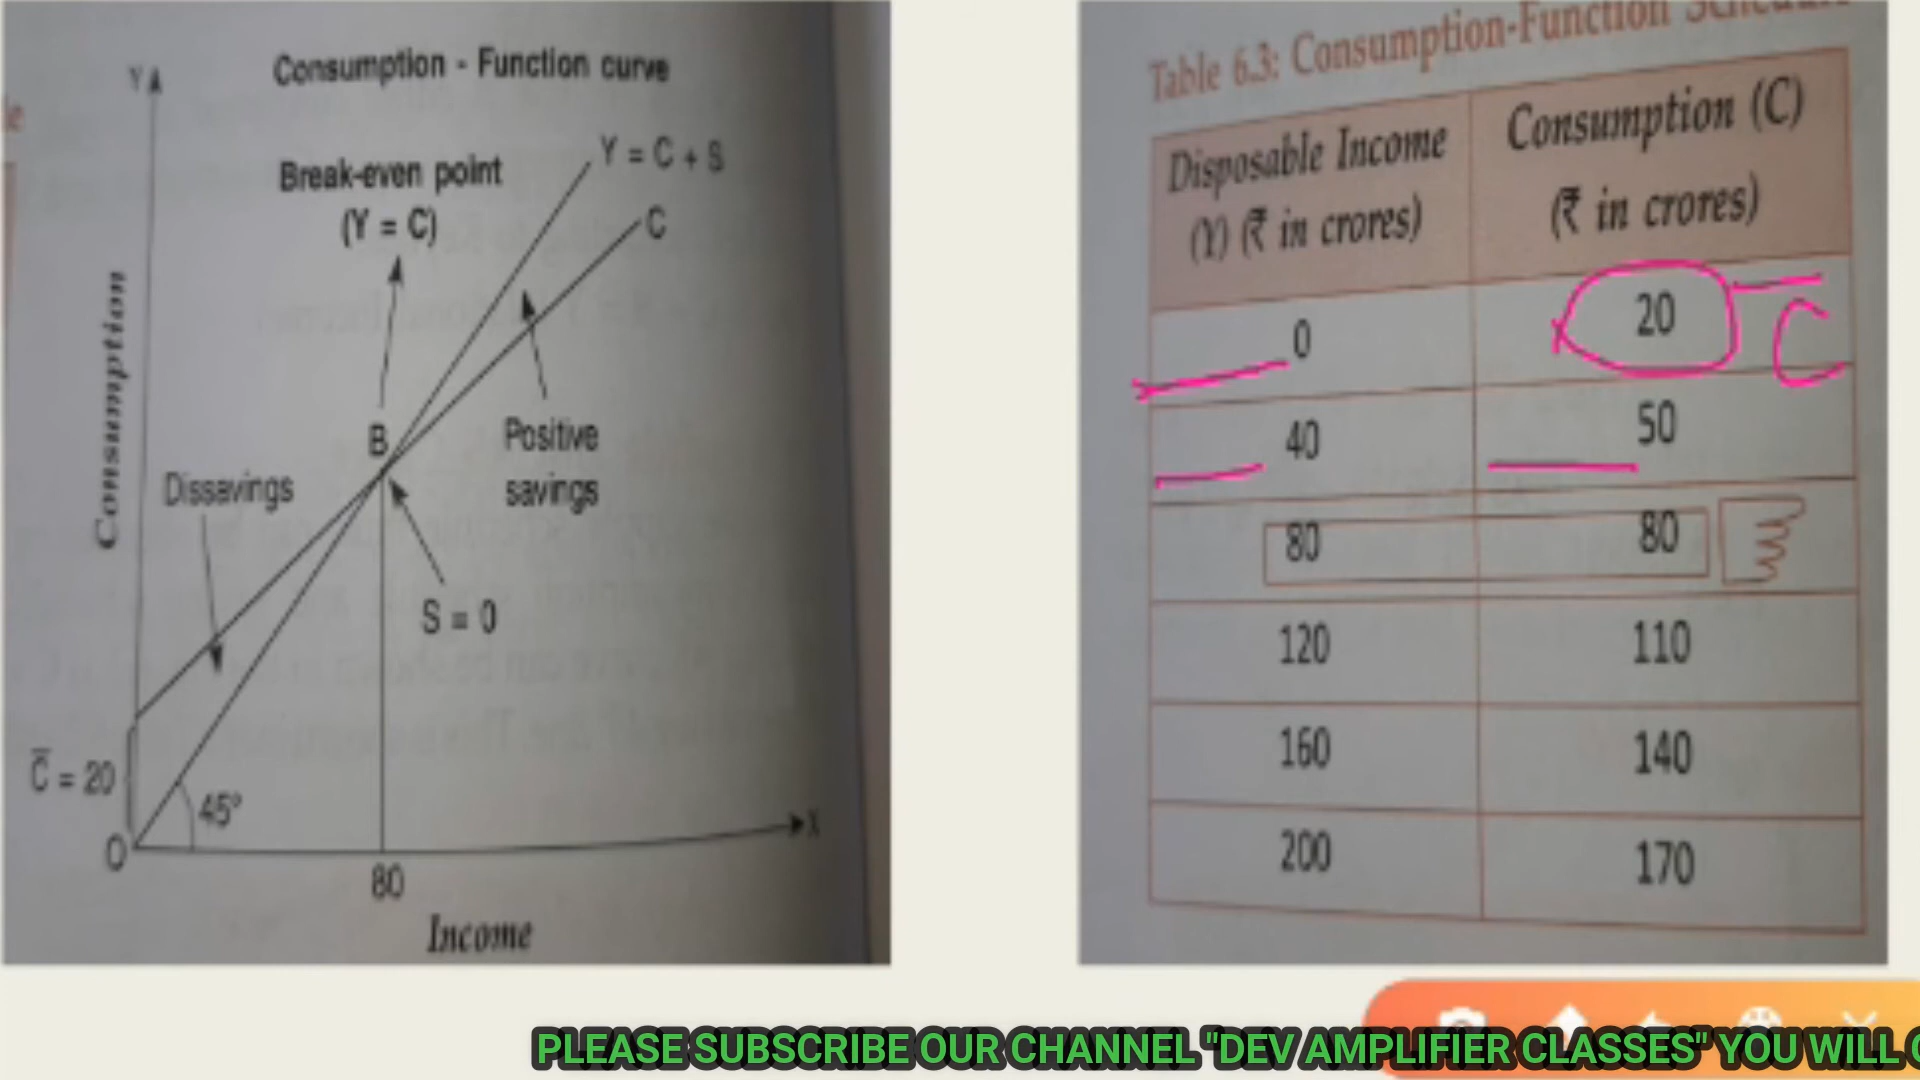 Consumption - Function curve
Y
Y = C + S
Break-even point
(Y = C)
C
Consumption
B
Positive
savings
Dissavings
S = 0
C̅ = 20
45°
O
X
80
Income
le
Table 6.3: Consumption-Function Schedule
Disposable Income
(Y) (₹ in crores)
Consumption (C)
(₹ in crores)
0 20 C̅
40 50
80 80
120 110
160 140
200 170
PLEASE SUBSCRIBE OUR CHANNEL "DEV AMPLIFIER CLASSES" YOU WILL